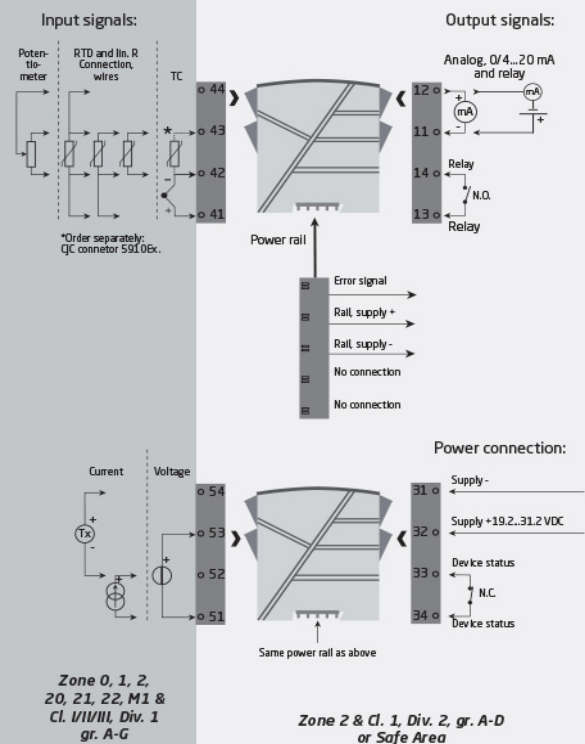 Input signals:
Output signals:
Poten-
tio-
meter
RTD and lin. R
Connection,
wires
TC
Analog, 0/4...20 mA
and relay
44
43
42
41
*
-
+
*Order separately:
CJC connetor 5910Ex.
12
11
14
13
+
mA
-
mA
+
Relay
N.O.
Relay
Power rail
Error signal
Rail, supply +
Rail, supply -
No connection
No connection
Power connection:
Current
Voltage
54
53
52
51
+
Tx
-
+
+
31
32
33
34
Supply -
Supply +19.2...31.2 VDC
Device status
N.C.
Device status
Same power rail as above
Zone 0, 1, 2,
20, 21, 22, M1 &
Cl. I/II/III, Div. 1
gr. A-G
Zone 2 & Cl. 1, Div. 2, gr. A-D
or Safe Area